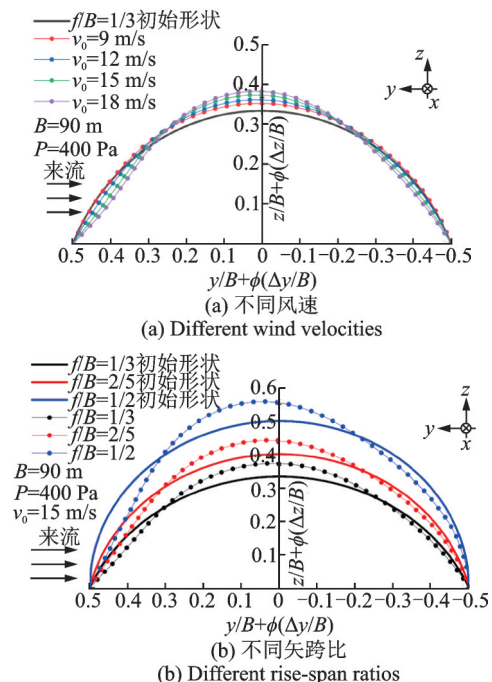 f/B=1/3初始形状
v₀=9 m/s
v₀=12 m/s
v₀=15 m/s
v₀=18 m/s
B=90 m
P=400 Pa
来流
0.5
0.4
0.3
0.2
0.1
z/B+ϕ(Δz/B)
z
y
x
0.5 0.4 0.3 0.2 0.1 0 -0.1 -0.2 -0.3 -0.4 -0.5
y/B+ϕ(Δy/B)
(a) 不同风速
(a) Different wind velocities
f/B=1/3初始形状
f/B=2/5初始形状
f/B=1/2初始形状
f/B=1/3
f/B=2/5
f/B=1/2
B=90 m
P=400 Pa
v₀=15 m/s
来流
0.6
0.5
0.4
0.3
0.2
0.1
z/B+ϕ(Δz/B)
z
y
x
0.5 0.4 0.3 0.2 0.1 0 -0.1 -0.2 -0.3 -0.4 -0.5
y/B+ϕ(Δy/B)
(b) 不同矢跨比
(b) Different rise-span ratios